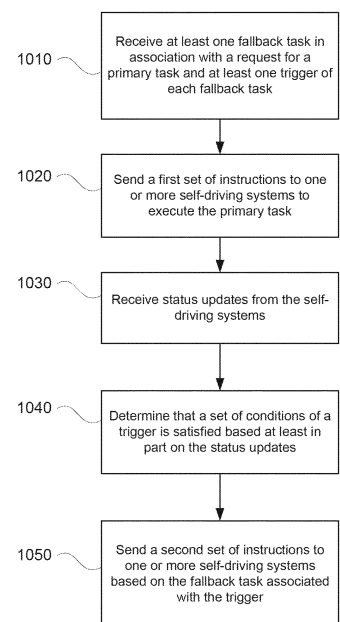 1010
Receive at least one fallback task in
association with a request for a
primary task and at least one trigger of
each fallback task
1020
Send a first set of instructions to one
or more self-driving systems to
execute the primary task
1030
Receive status updates from the self-
driving systems
1040
Determine that a set of conditions of a
trigger is satisfied based at least in
part on the status updates
1050
Send a second set of instructions to
one or more self-driving systems
based on the fallback task associated
with the trigger